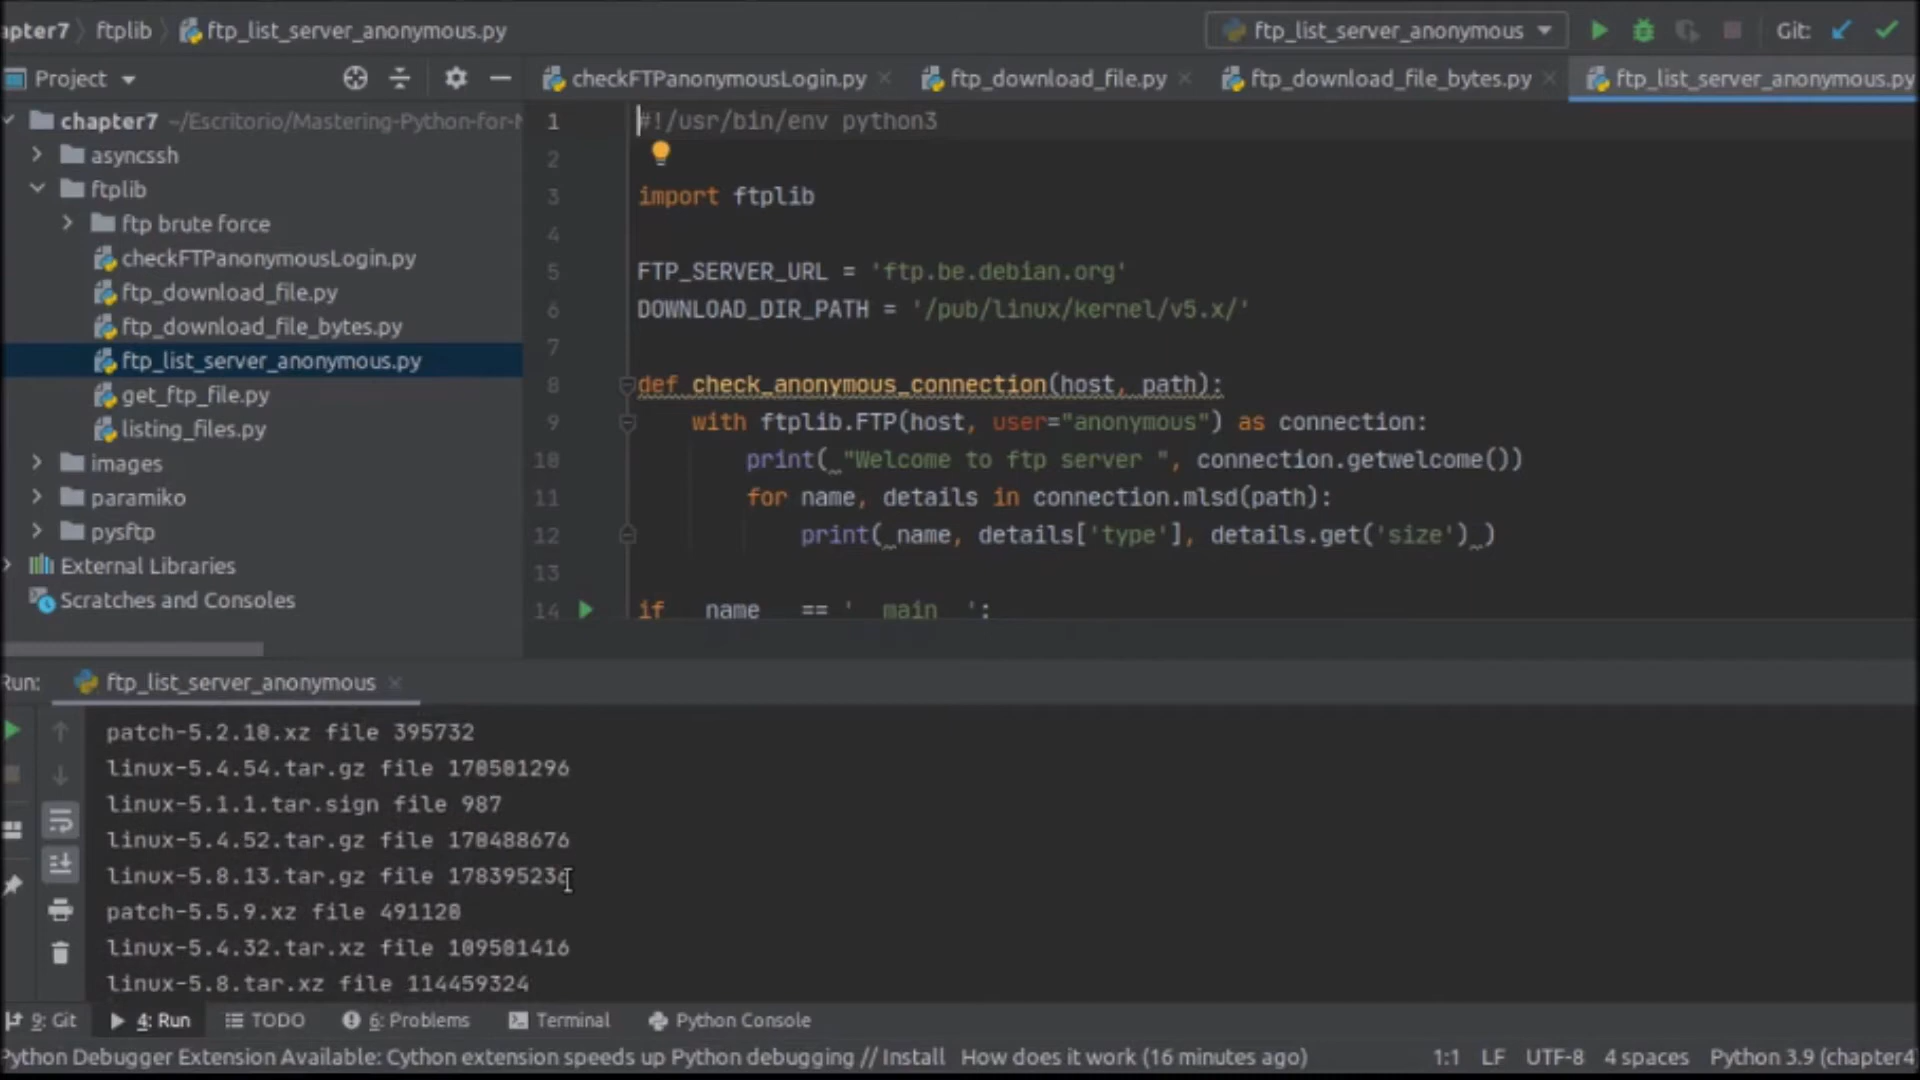 apter7 ftplib ftp_list_server_anonymous.py
ftp_list_server_anonymous Git:
Project checkFTPanonymousLogin.py ftp_download_file.py ftp_download_file_bytes.py ftp_list_server_anonymous.py
chapter7 ~/Escritorio/Mastering-Python-for-N
asyncssh
ftplib
ftp brute force
checkFTPanonymousLogin.py
ftp_download_file.py
ftp_download_file_bytes.py
ftp_list_server_anonymous.py
get_ftp_file.py
listing_files.py
images
paramiko
pysftp
External Libraries
Scratches and Consoles
1 #!/usr/bin/env python3
2
3 import ftplib
4
5 FTP_SERVER_URL = 'ftp.be.debian.org'
6 DOWNLOAD_DIR_PATH = '/pub/linux/kernel/v5.x/'
7
8 def check_anonymous_connection(host, path):
9 with ftplib.FTP(host, user="anonymous") as connection:
10 print( "Welcome to ftp server ", connection.getwelcome())
11 for name, details in connection.mlsd(path):
12 print( name, details['type'], details.get('size') )
13
14 if __name__ == '__main__':
Run: ftp_list_server_anonymous
patch-5.2.18.xz file 395732
linux-5.4.54.tar.gz file 170501296
linux-5.1.1.tar.sign file 987
linux-5.4.52.tar.gz file 170488676
linux-5.8.13.tar.gz file 178395236
patch-5.5.9.xz file 491120
linux-5.4.32.tar.xz file 109501416
linux-5.8.tar.xz file 114459324
9: Git 4: Run TODO 6: Problems Terminal Python Console
Python Debugger Extension Available: Cython extension speeds up Python debugging // Install How does it work (16 minutes ago) 1:1 LF UTF-8 4 spaces Python 3.9 (chapter4